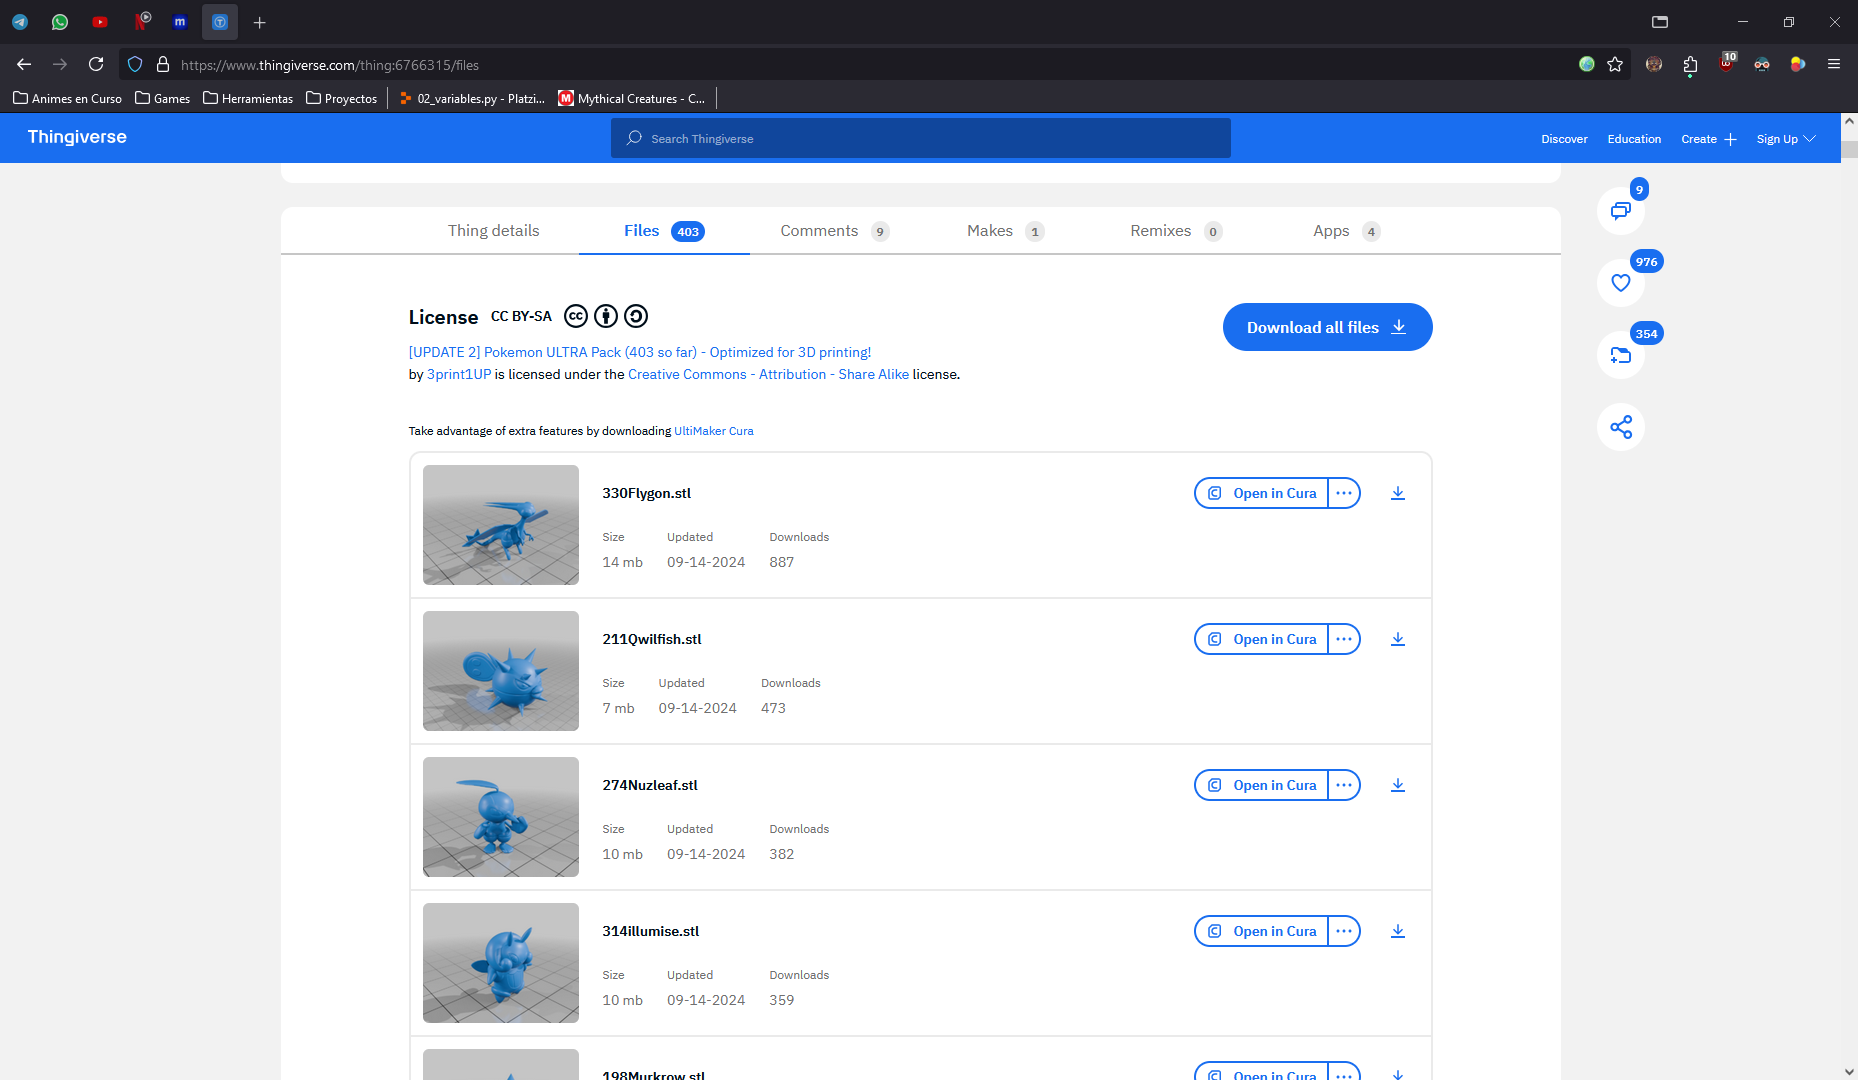 https://www.thingiverse.com/thing:6766315/files
10
Animes en Curso
Games
Herramientas
Proyectos
02_variables.py - Platzi...
Mythical Creatures - C...
Thingiverse
Search Thingiverse
Discover
Education
Create
Sign Up
Thing details
Files 403
Comments 9
Makes 1
Remixes 0
Apps 4
9
976
354
License CC BY-SA
Download all files
[UPDATE 2] Pokemon ULTRA Pack (403 so far) - Optimized for 3D printing!
by 3print1UP is licensed under the Creative Commons - Attribution - Share Alike license.
Take advantage of extra features by downloading UltiMaker Cura
330Flygon.stl
Open in Cura
Size Updated Downloads
14 mb 09-14-2024 887
211Qwilfish.stl
Open in Cura
Size Updated Downloads
7 mb 09-14-2024 473
274Nuzleaf.stl
Open in Cura
Size Updated Downloads
10 mb 09-14-2024 382
314illumise.stl
Open in Cura
Size Updated Downloads
10 mb 09-14-2024 359
198Murkrow.stl
Open in Cura